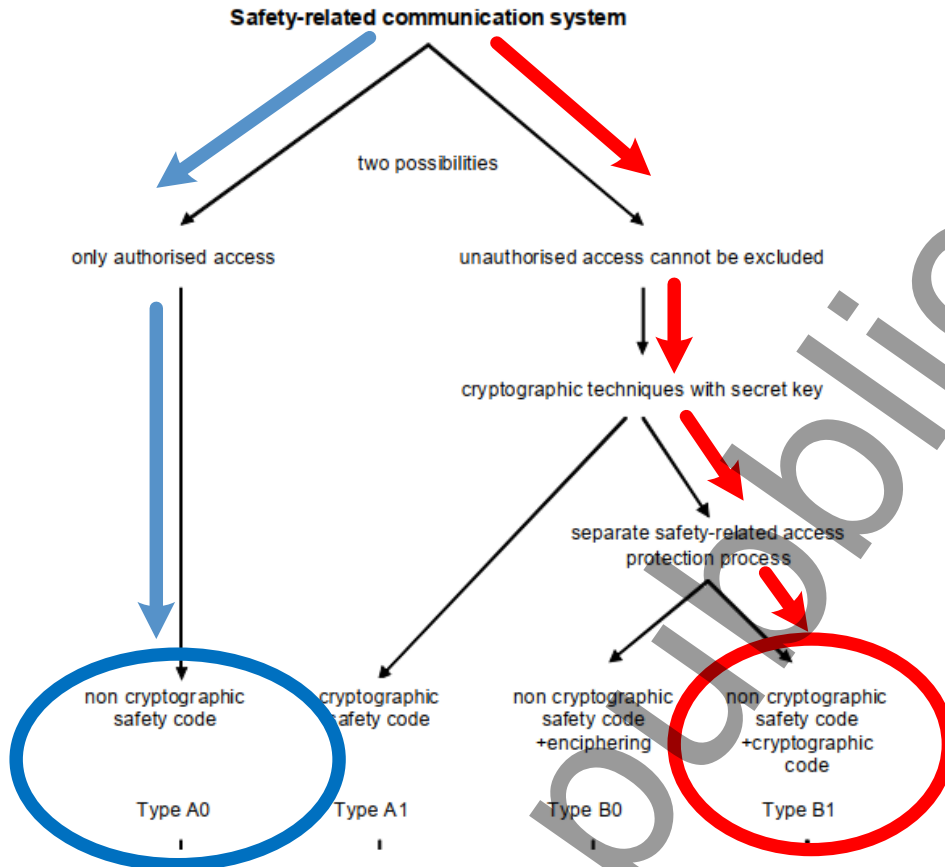 Safety-related communication system
two possibilities
only authorised access
unauthorised access cannot be excluded
cryptographic techniques with secret key
separate safety-related access
protection process
non cryptographic
safety code
Type A0
cryptographic
safety code
Type A1
non cryptographic
safety code
+enciphering
Type B0
non cryptographic
safety code
+cryptographic
code
Type B1
pubblic